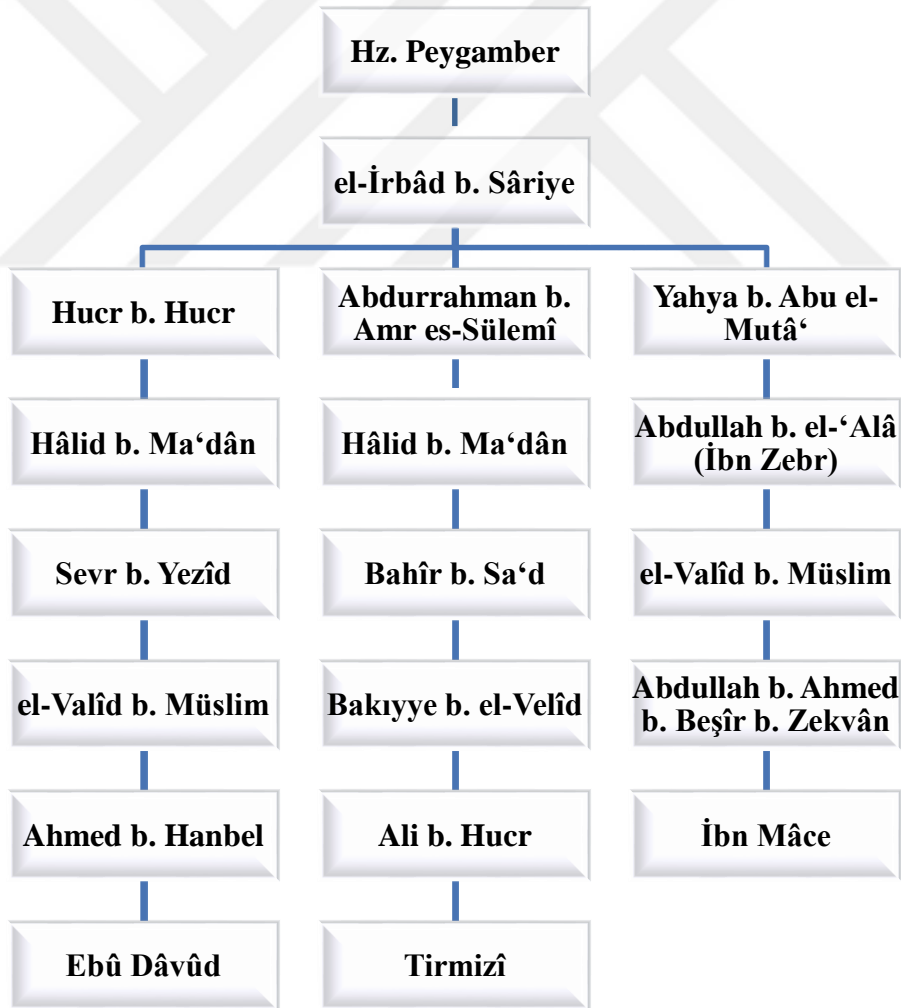 Hz. Peygamber
el-İrbâd b. Sâriye
Hucr b. Hucr
Abdurrahman b.
Amr es-Sülemî
Yahya b. Abu el-
Mutâ‘
Hâlid b. Ma‘dân
Hâlid b. Ma‘dân
Abdullah b. el-‘Alâ
(İbn Zebr)
Sevr b. Yezîd
Bahîr b. Sa‘d
el-Valîd b. Müslim
el-Valîd b. Müslim
Bakıyye b. el-Velîd
Abdullah b. Ahmed
b. Beşîr b. Zekvân
Ahmed b. Hanbel
Ali b. Hucr
İbn Mâce
Ebû Dâvûd
Tirmizî